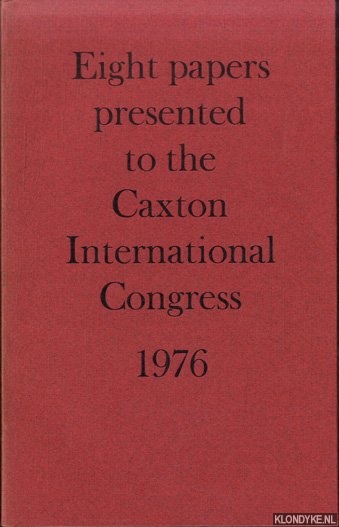 Eight papers
presented
to the
Caxton
International
Congress
1976
KLONDYKE.NL